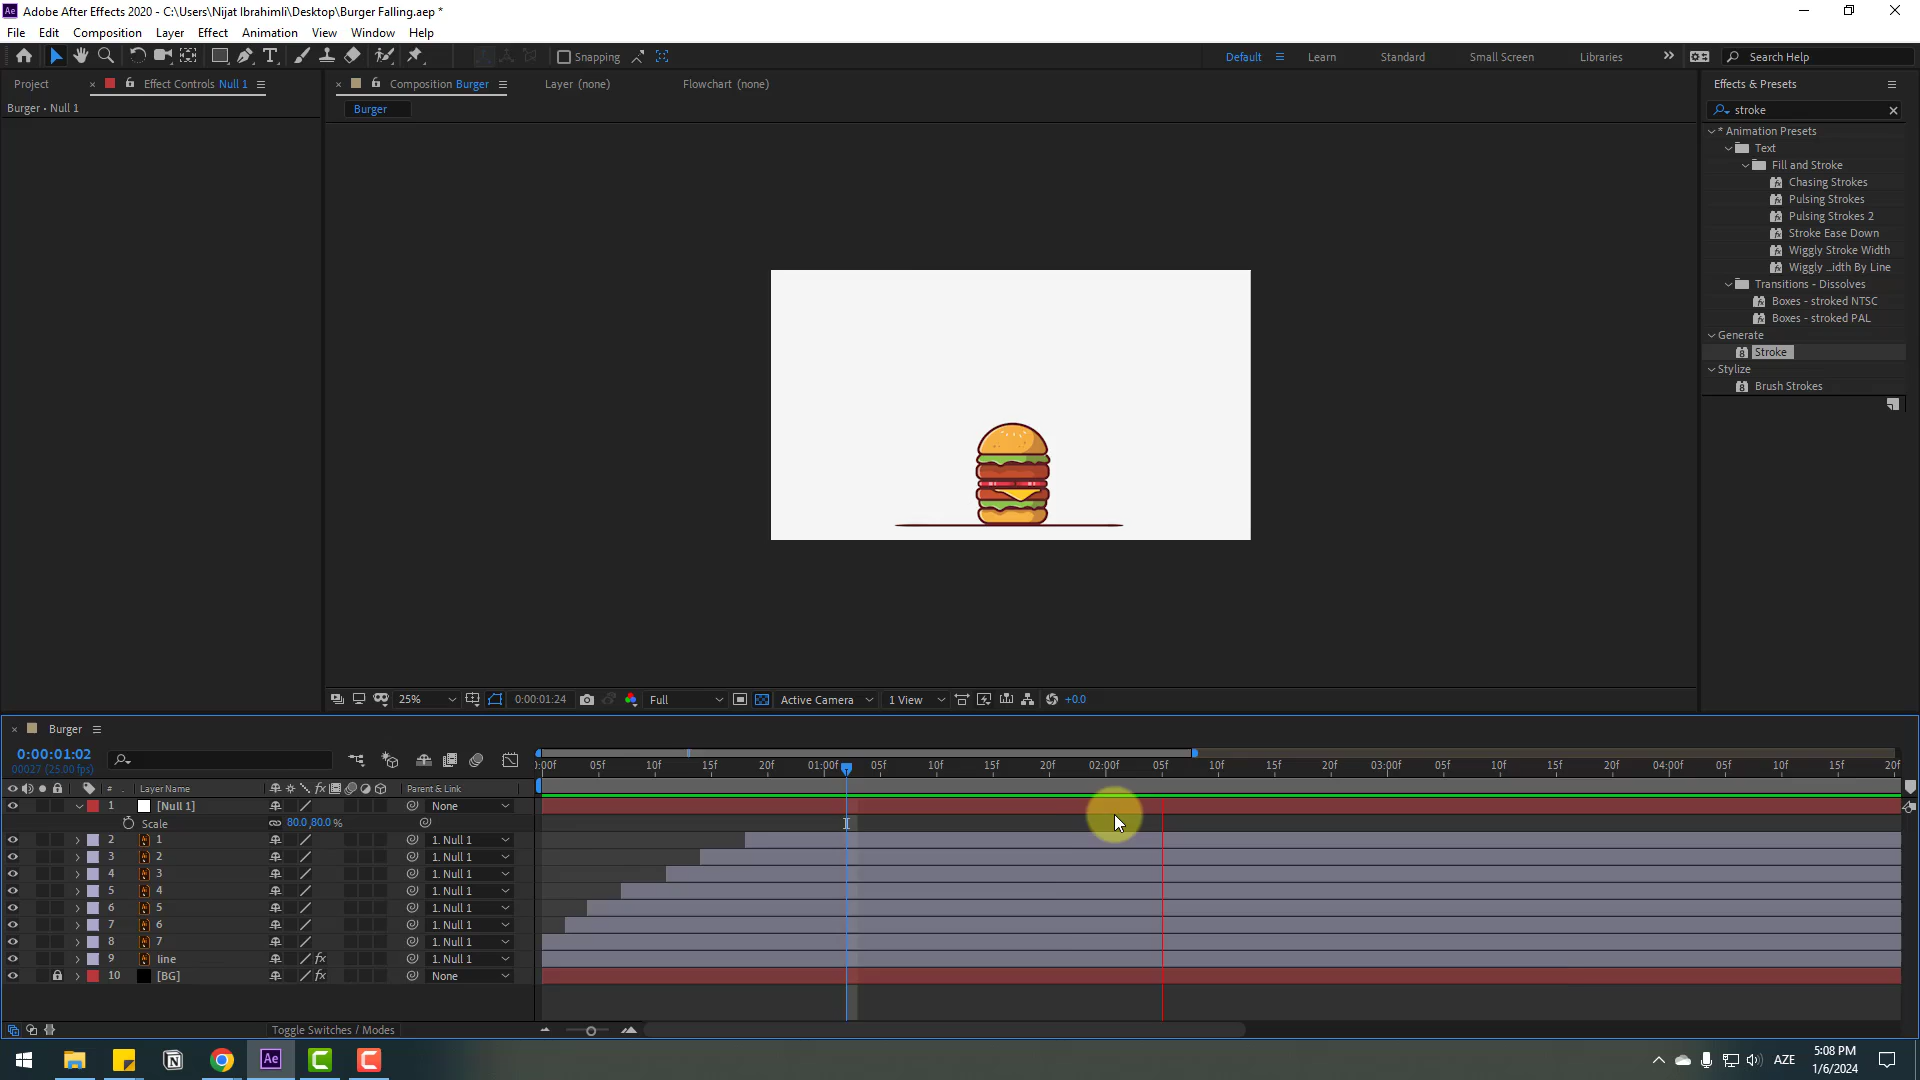 Adobe After Effects 2020 - C:\Users\Nijat Ibrahimli\Desktop\Burger Falling.aep *
File Edit Composition Layer Effect Animation View Window Help
Snapping
Default Learn Standard Small Screen Libraries Search Help
Project
Effect Controls Null 1
Composition Burger
Layer (none)
Flowchart (none)
Effects & Presets
Burger • Null 1
Burger
stroke
* Animation Presets
Text
Fill and Stroke
Chasing Strokes
Pulsing Strokes
Pulsing Strokes 2
Stroke Ease Down
Wiggly Stroke Width
Wiggly ...idth By Line
Transitions - Dissolves
Boxes - stroked NTSC
Boxes - stroked PAL
Generate
Stroke
Stylize
Brush Strokes
25% 0:00:01:24 Full Active Camera 1 View +0.0
Burger
0:00:01:02
00027 (25.00 fps)
):00f 05f 10f 15f 20f 01:00f 05f 10f 15f 20f 02:00f 05f 10f 15f 20f 03:00f 05f 10f 15f 20f 04:00f 05f 10f 15f 20f
# Layer Name Parent & Link
1 [Null 1] None
Scale 80.0,80.0 %
2 1 1. Null 1
3 2 1. Null 1
4 3 1. Null 1
5 4 1. Null 1
6 5 1. Null 1
7 6 1. Null 1
8 7 1. Null 1
9 line fx 1. Null 1
10 [BG] fx None
Toggle Switches / Modes
Ae
AZE
5:08 PM
1/6/2024